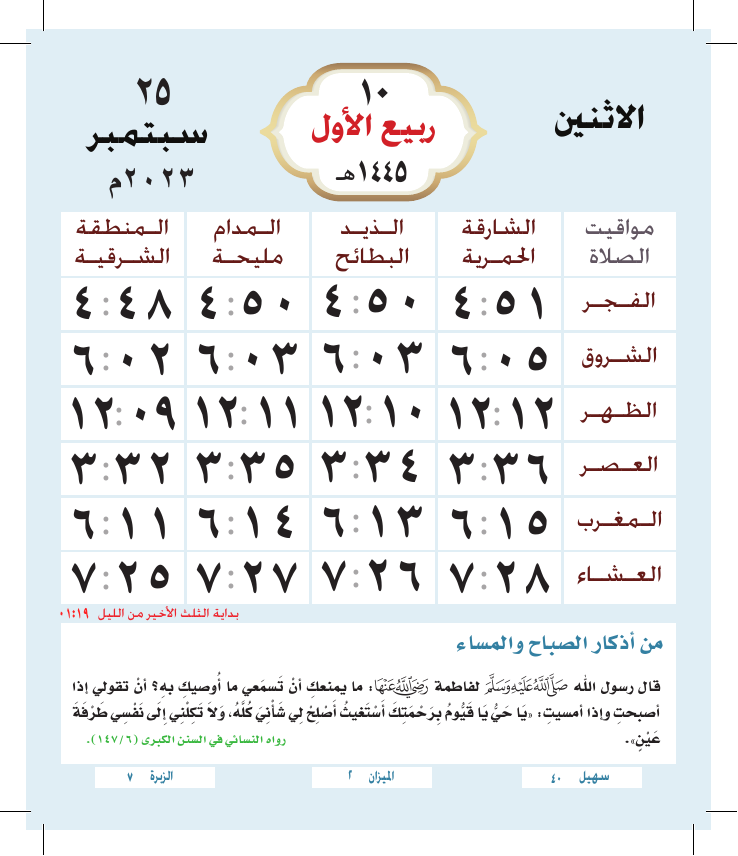 الاثنين
١٠
ربيع الأول
١٤٤٥هـ
٢٥
سبتمبر
٢٠٢٣م
مواقيت الصلاة | الشارقة الحمرية | الذيد البطائح | المدام مليحة | المنطقة الشرقية
الفجر ٤:٥١ ٤:٥٠ ٤:٥٠ ٤:٤٨
الشروق ٦:٠٥ ٦:٠٣ ٦:٠٣ ٦:٠٢
الظهر ١٢:١٢ ١٢:١٠ ١٢:١١ ١٢:٠٩
العصر ٣:٣٦ ٣:٣٤ ٣:٣٥ ٣:٣٢
المغرب ٦:١٥ ٦:١٣ ٦:١٤ ٦:١١
العشاء ٧:٢٨ ٧:٢٦ ٧:٢٧ ٧:٢٥
بداية الثلث الأخير من الليل ٠١:١٩
من أذكار الصباح والمساء
قال رسول الله صَلَّى اللَّهُ عَلَيْهِ وَسَلَّمَ لفاطمة رَضِيَ اللَّهُ عَنْهَا: ما يمنعكِ أنْ تَسمَعي ما أُوصيكِ به؟ أنْ تقولي إذا
أصبحتِ وإذا أمسيتِ: «يَا حَيُّ يَا قَيُّومُ بِرَحْمَتِكَ أَسْتَغيثُ أَصْلِحْ لِي شَأْنِيَ كُلَّهُ، وَلاَ تَكِلْنِي إِلَى نَفْسِي طَرْفَةَ
عَيْنٍ». رواه النسائي في السنن الكبرى (١٤٧/٦).
سهيل ٤٠
الميزان ٢
الزبرة ٧